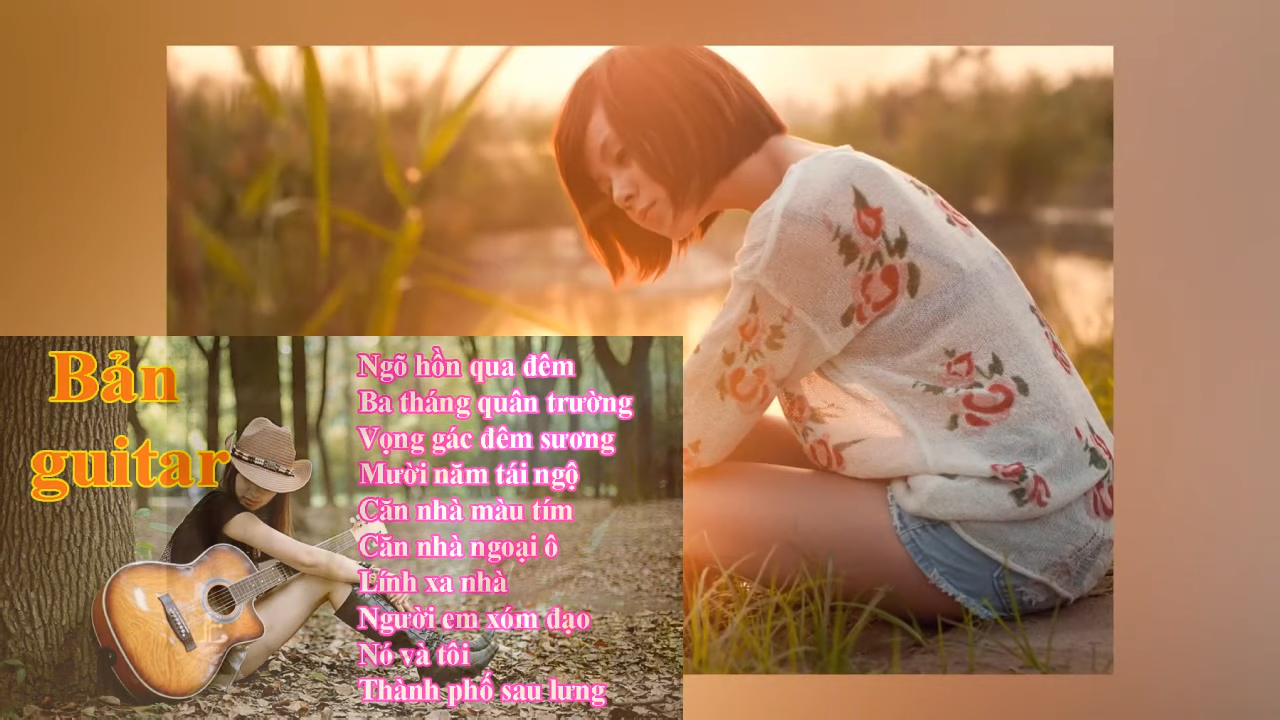 Bản
guitar
Ngõ hồn qua đêm
Ba tháng quân trường
Vọng gác đêm sương
Mười năm tái ngộ
Căn nhà màu tím
Căn nhà ngoại ô
Lính xa nhà
Người em xóm đạo
Nó và tôi
Thành phố sau lưng